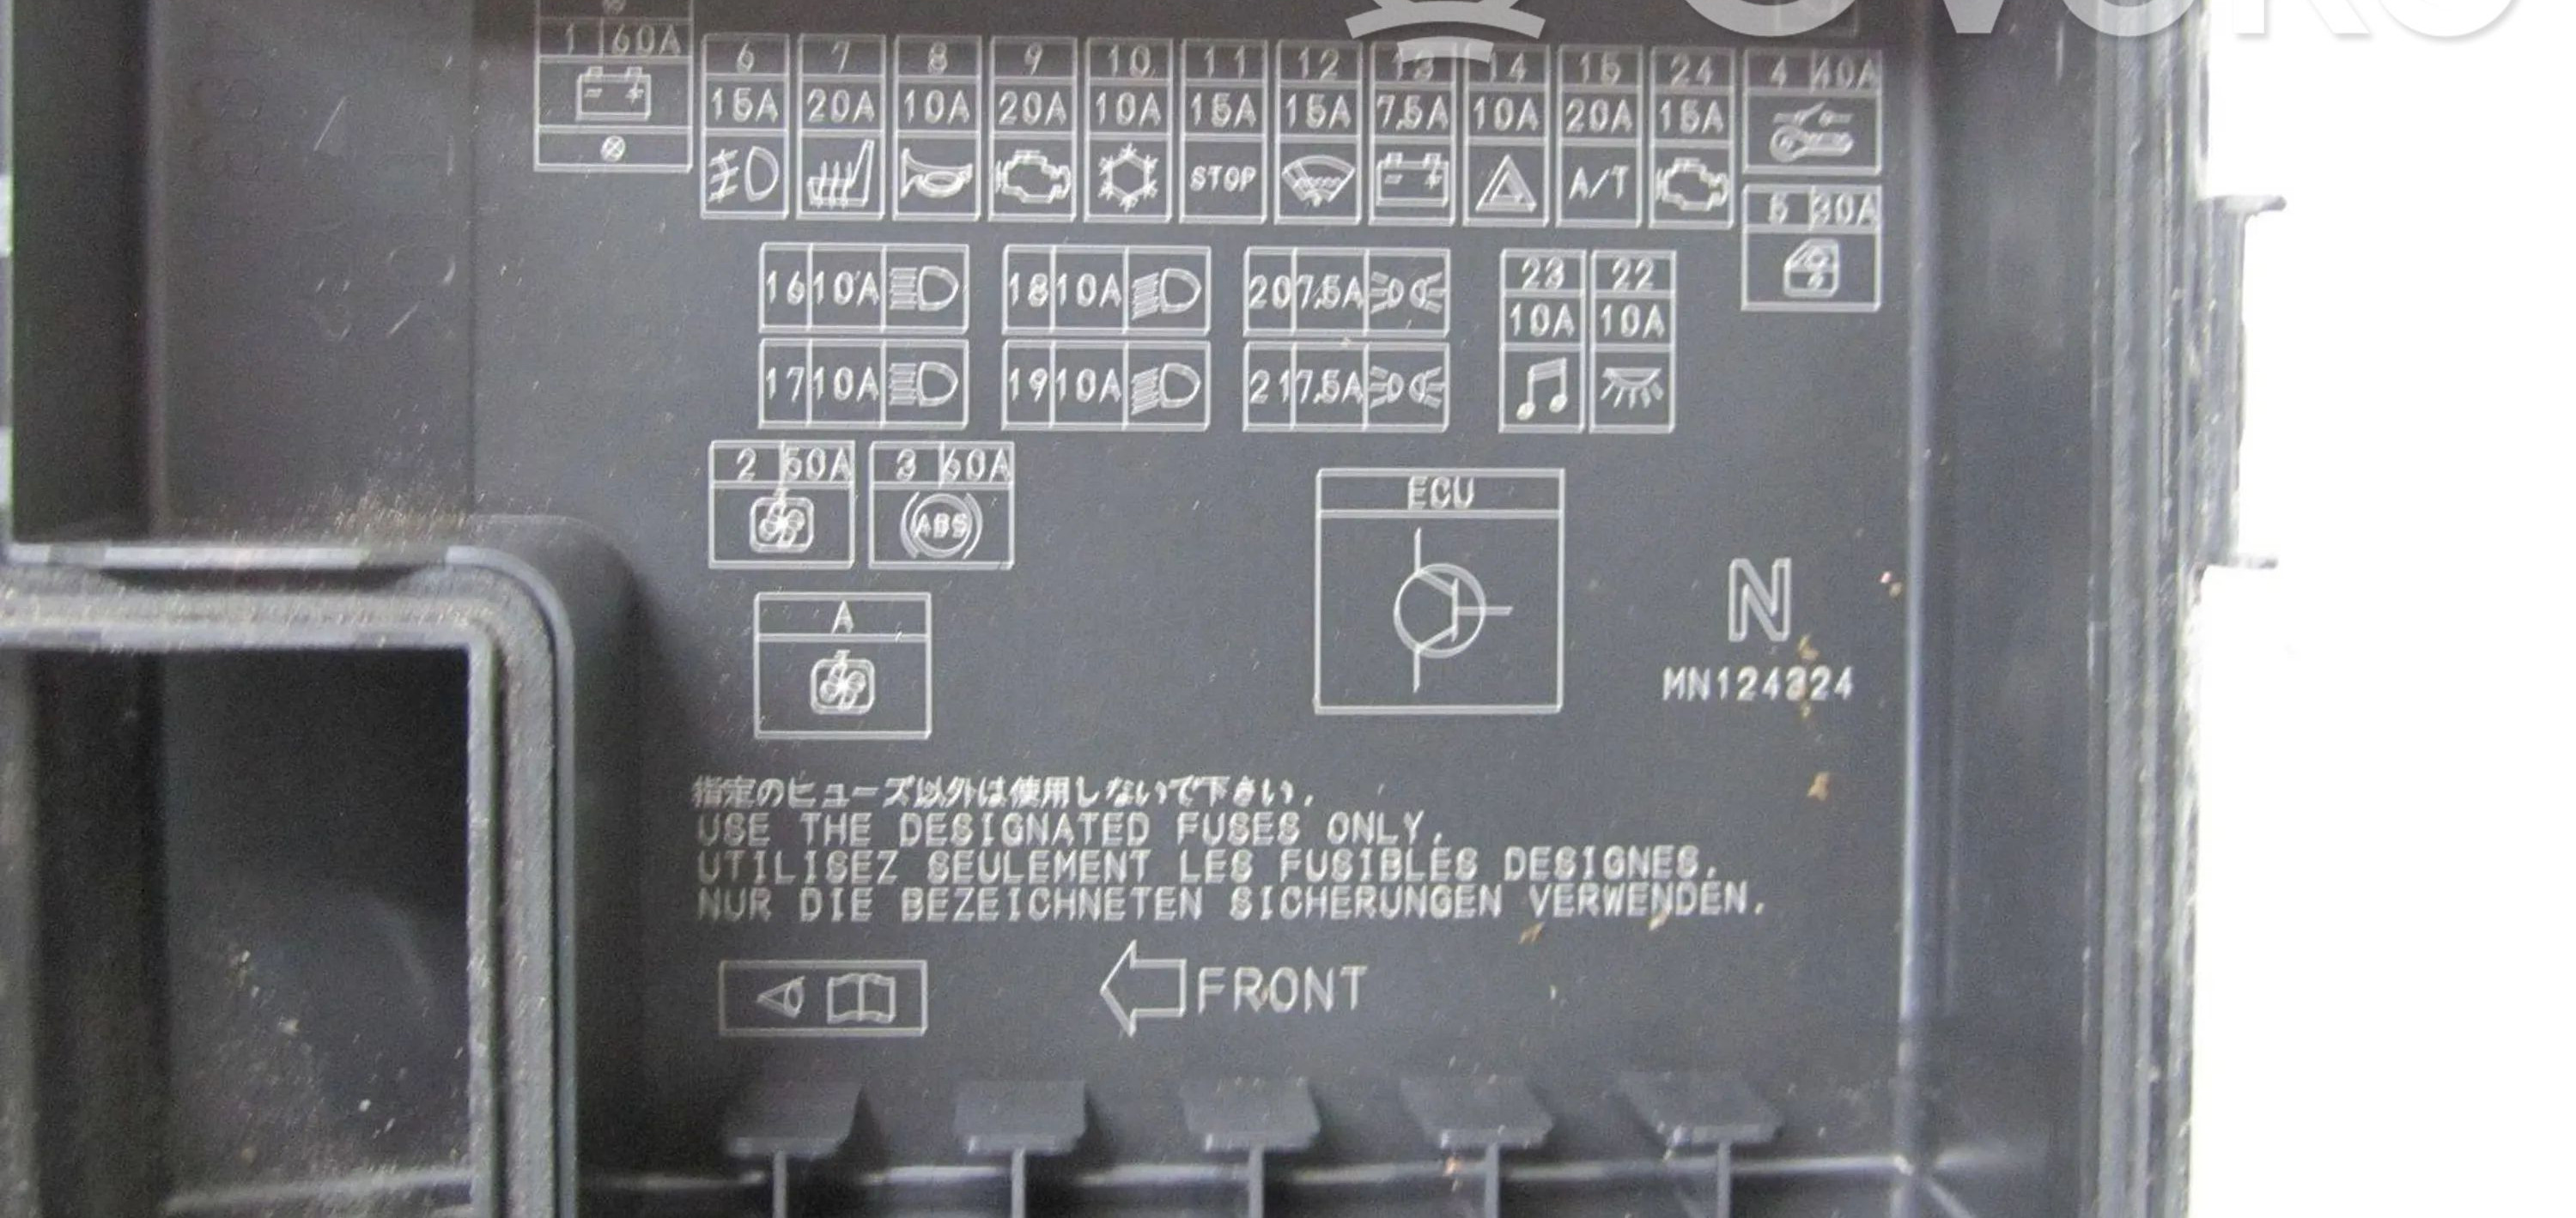 1 60A
6 7 8 9 10 11 12 13 14 15 24 4 40A
15A 20A 10A 20A 10A 15A 15A 7.5A 10A 20A 15A
STOP A/T
5 30A
16 10A 18 10A 20 7.5A 23 22
10A 10A
17 10A 19 10A 21 7.5A
2 50A 3 60A
ECU
ABS
A
N
MN124324
指定のヒューズ以外は使用しないで下さい.
USE THE DESIGNATED FUSES ONLY.
UTILISEZ SEULEMENT LES FUSIBLES DESIGNES.
NUR DIE BEZEICHNETEN SICHERUNGEN VERWENDEN.
FRONT